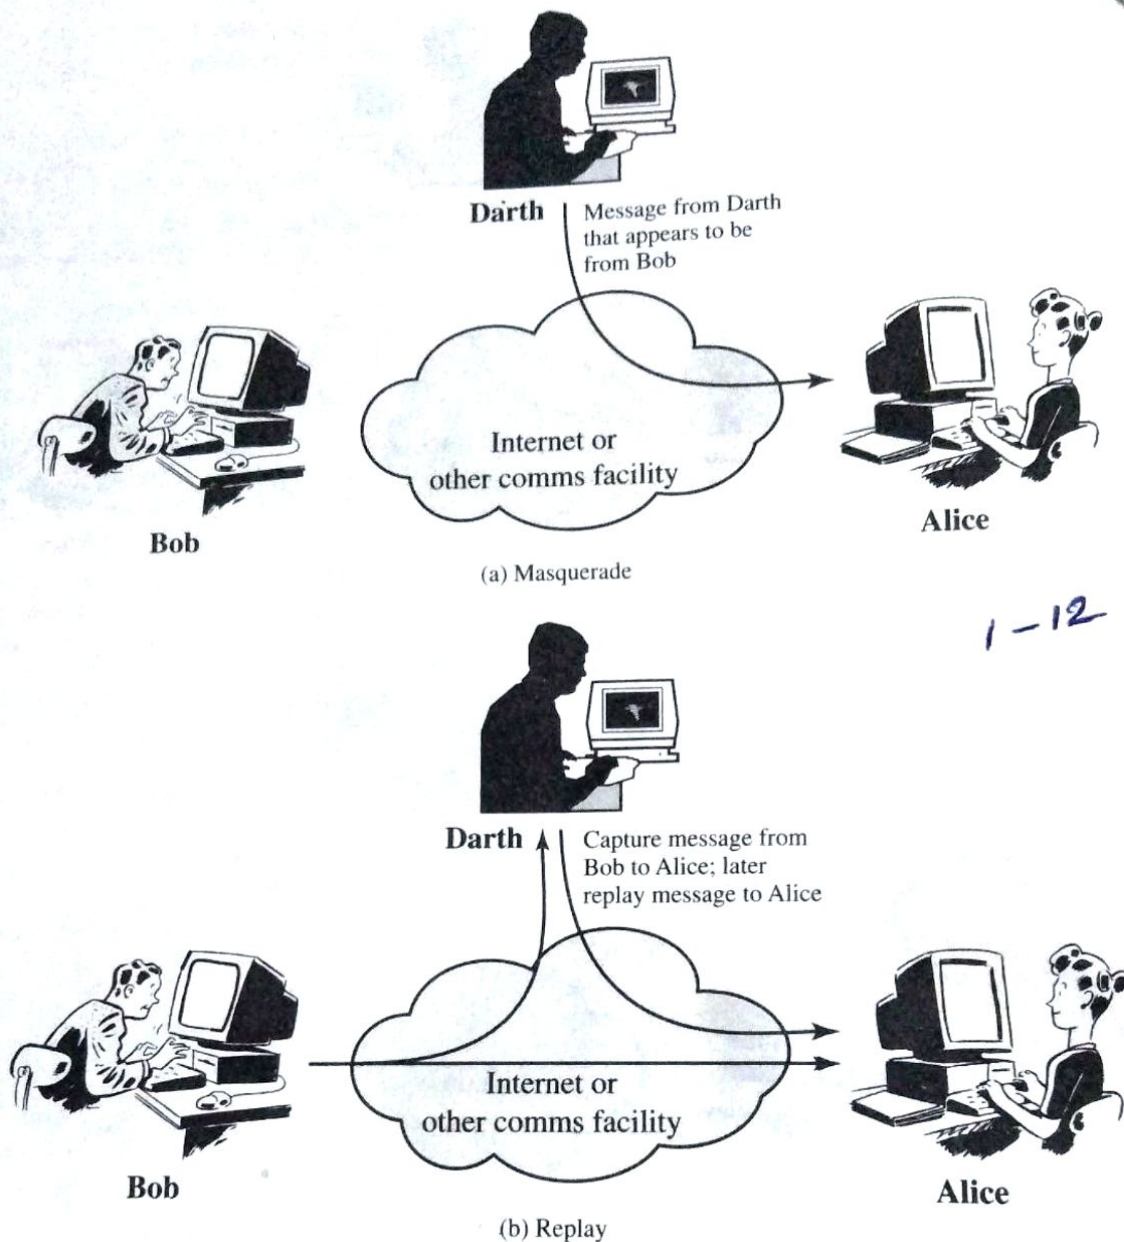 Darth
Message from Darth
that appears to be
from Bob
Internet or
other comms facility
Bob
Alice
(a) Masquerade
1-12
Darth
Capture message from
Bob to Alice; later
replay message to Alice
Internet or
other comms facility
Bob
Alice
(b) Replay